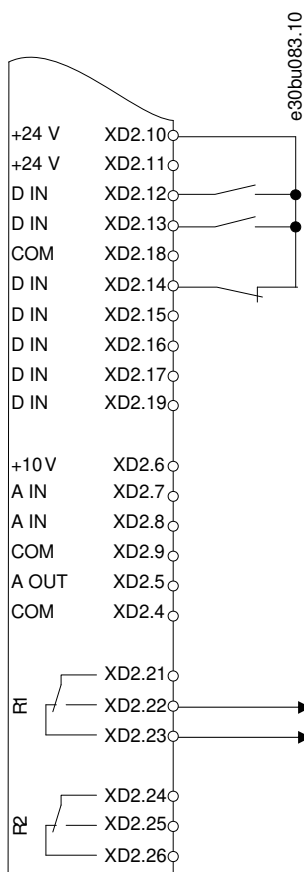 e30bu083.10
+24 V XD2.10
+24 V XD2.11
D IN XD2.12
D IN XD2.13
COM XD2.18
D IN XD2.14
D IN XD2.15
D IN XD2.16
D IN XD2.17
D IN XD2.19
+10 V XD2.6
A IN XD2.7
A IN XD2.8
COM XD2.9
A OUT XD2.5
COM XD2.4
XD2.21
R1 XD2.22
XD2.23
XD2.24
R2 XD2.25
XD2.26